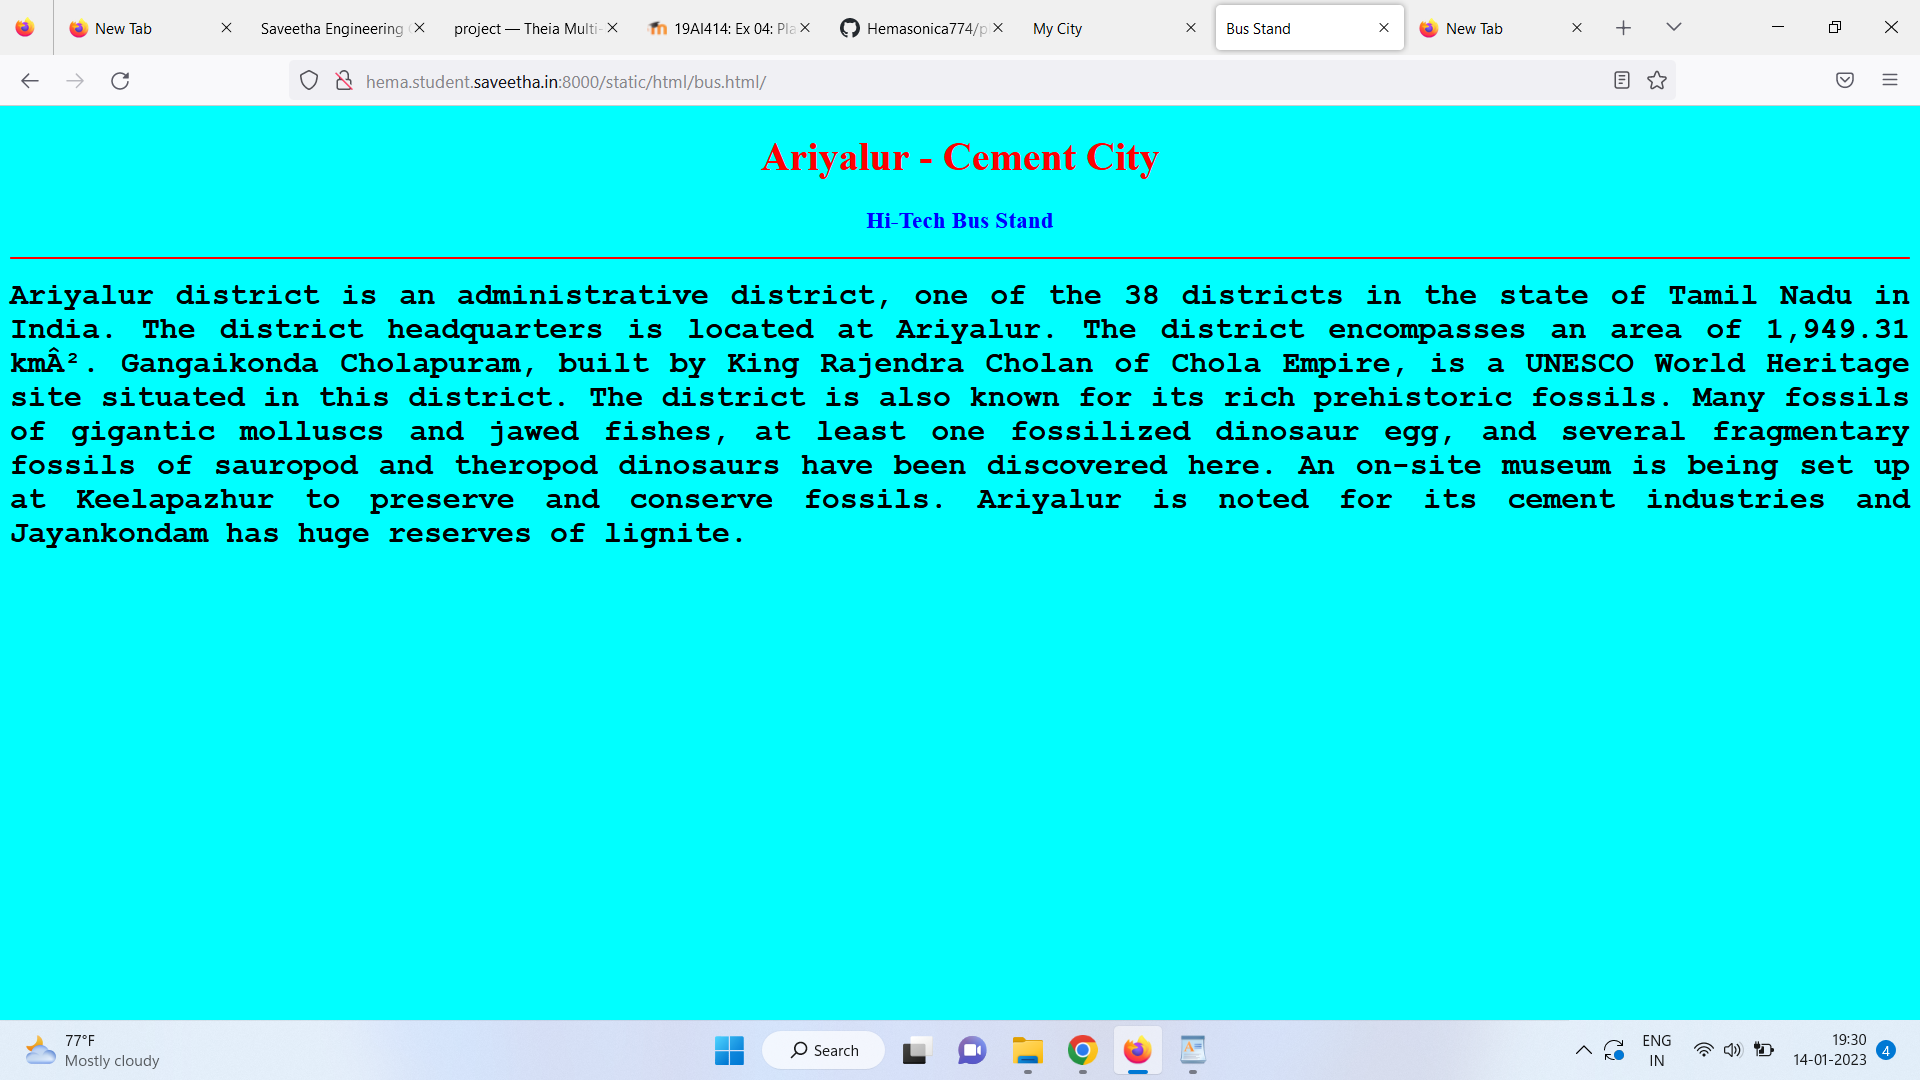 New Tab
Saveetha Engineering
project — Theia Multi-
19AI414: Ex 04: Pla
Hemasonica774/p
My City
Bus Stand
New Tab
hema.student.saveetha.in:8000/static/html/bus.html/
Ariyalur - Cement City
Hi-Tech Bus Stand
Ariyalur district is an administrative district, one of the 38 districts in the state of Tamil Nadu in
India. The district headquarters is located at Ariyalur. The district encompasses an area of 1,949.31
kmÂ². Gangaikonda Cholapuram, built by King Rajendra Cholan of Chola Empire, is a UNESCO World Heritage
site situated in this district. The district is also known for its rich prehistoric fossils. Many fossils
of gigantic molluscs and jawed fishes, at least one fossilized dinosaur egg, and several fragmentary
fossils of sauropod and theropod dinosaurs have been discovered here. An on-site museum is being set up
at Keelapazhur to preserve and conserve fossils. Ariyalur is noted for its cement industries and
Jayankondam has huge reserves of lignite.
77°F
Mostly cloudy
Search
ENG
IN
19:30
14-01-2023
4